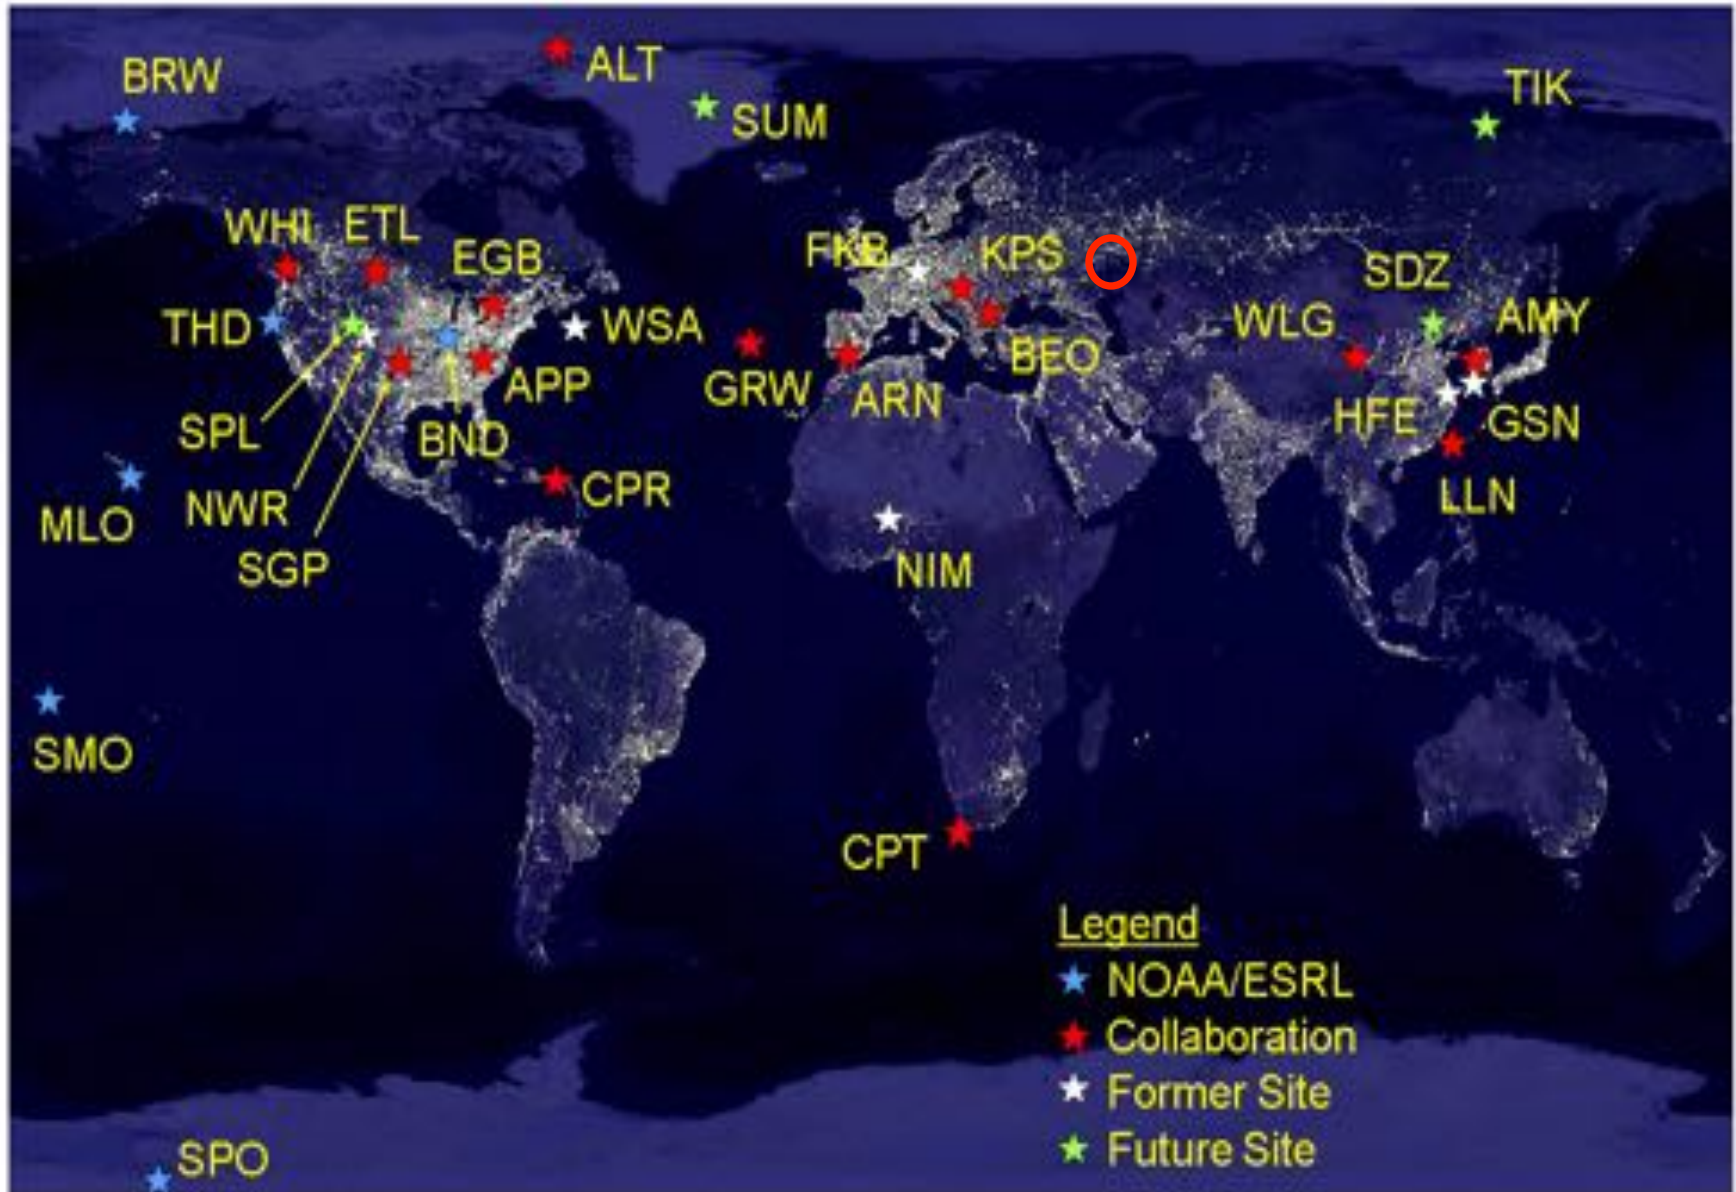 ALT
BRW
TIK
SUM
WHI
ETL
EGB
FKB
KPS
SDZ
THD
WSA
WLG
AMY
BEO
GRW
ARN
APP
SPL
BND
HFE
GSN
CPR
LLN
NWR
MLO
SGP
NIM
SMO
CPT
Legend
NOAA/ESRL
Collaboration
Former Site
Future Site
SPO